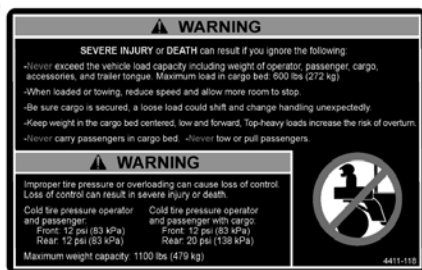 WARNING
SEVERE INJURY or DEATH can result if you ignore the following:
-Never exceed the vehicle load capacity including weight of operator, passenger, cargo,
accessories, and trailer tongue. Maximum load in cargo bed: 600 lbs (272 kg)
-When loaded or towing, reduce speed and allow more room to stop.
-Be sure cargo is secured, a loose load could shift and change handling unexpectedly.
-Keep weight in the cargo bed centered, low and forward, Top-heavy loads increase the risk of overturn.
-Never carry passengers in cargo bed. -Never tow or pull passengers.
WARNING
Improper tire pressure or overloading can cause loss of control.
Loss of control can result in severe injury or death.
Cold tire pressure operator
and passenger:
Front: 12 psi (83 kPa)
Rear: 12 psi (83 kPa)
Cold tire pressure operator
and passenger with cargo:
Front: 12 psi (83 kPa)
Rear: 20 psi (138 kPa)
Maximum weight capacity: 1100 lbs (479 kg)
4411-118